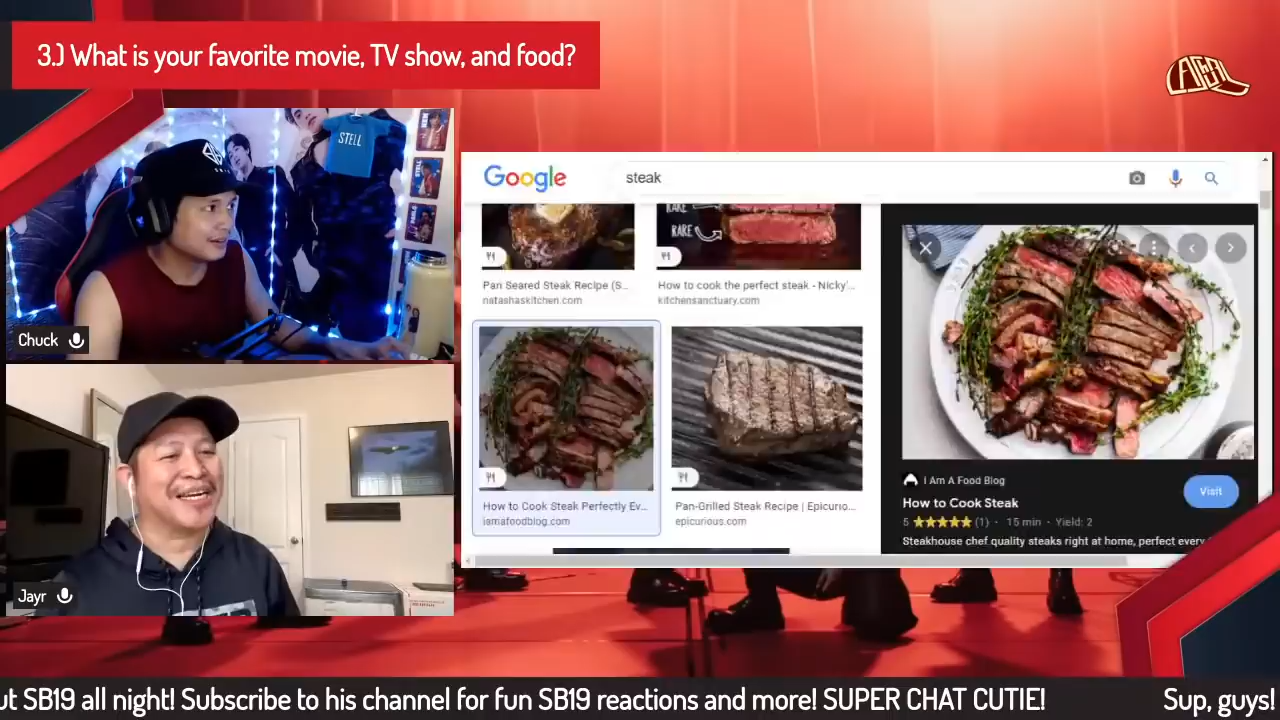 3.) What is your favorite movie, TV show, and food?
STELL
Chuck
Jayr
Google
steak
RARE
RARE
Pan Seared Steak Recipe (S...
natashaskitchen.com
How to cook the perfect steak - Nicky'...
kitchensanctuary.com
How to Cook Steak Perfectly Ev...
iamafoodblog.com
Pan-Grilled Steak Recipe | Epicurio...
epicurious.com
I Am A Food Blog
How to Cook Steak
Visit
5 ★★★★★ (1) · 15 min · Yield: 2
Steakhouse chef quality steaks right at home, perfect every
ut SB19 all night! Subscribe to his channel for fun SB19 reactions and more! SUPER CHAT CUTIE!
Sup, guys!